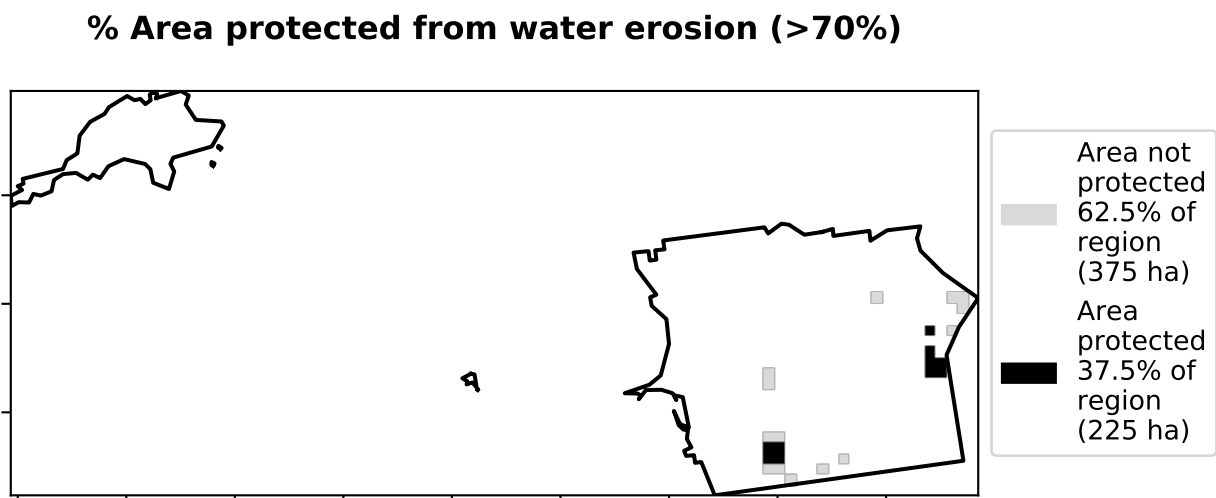 % Area protected from water erosion (>70%)
Area not
protected
62.5% of
region
(375 ha)
Area
protected
37.5% of
region
(225 ha)